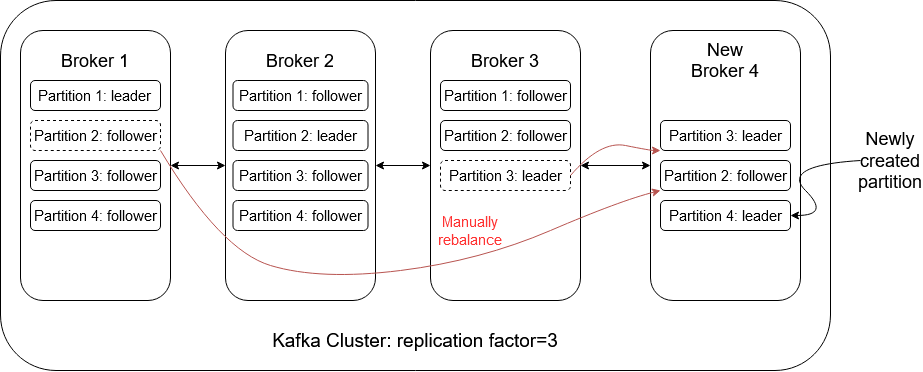 Broker 1
Partition 1: leader
Partition 2: follower
Partition 3: follower
Partition 4: follower
Broker 2
Partition 1: follower
Partition 2: leader
Partition 3: follower
Partition 4: follower
Broker 3
Partition 1: follower
Partition 2: follower
Partition 3: leader
Manually
rebalance
New
Broker 4
Partition 3: leader
Partition 2: follower
Partition 4: leader
Newly
created
partition
Kafka Cluster: replication factor=3